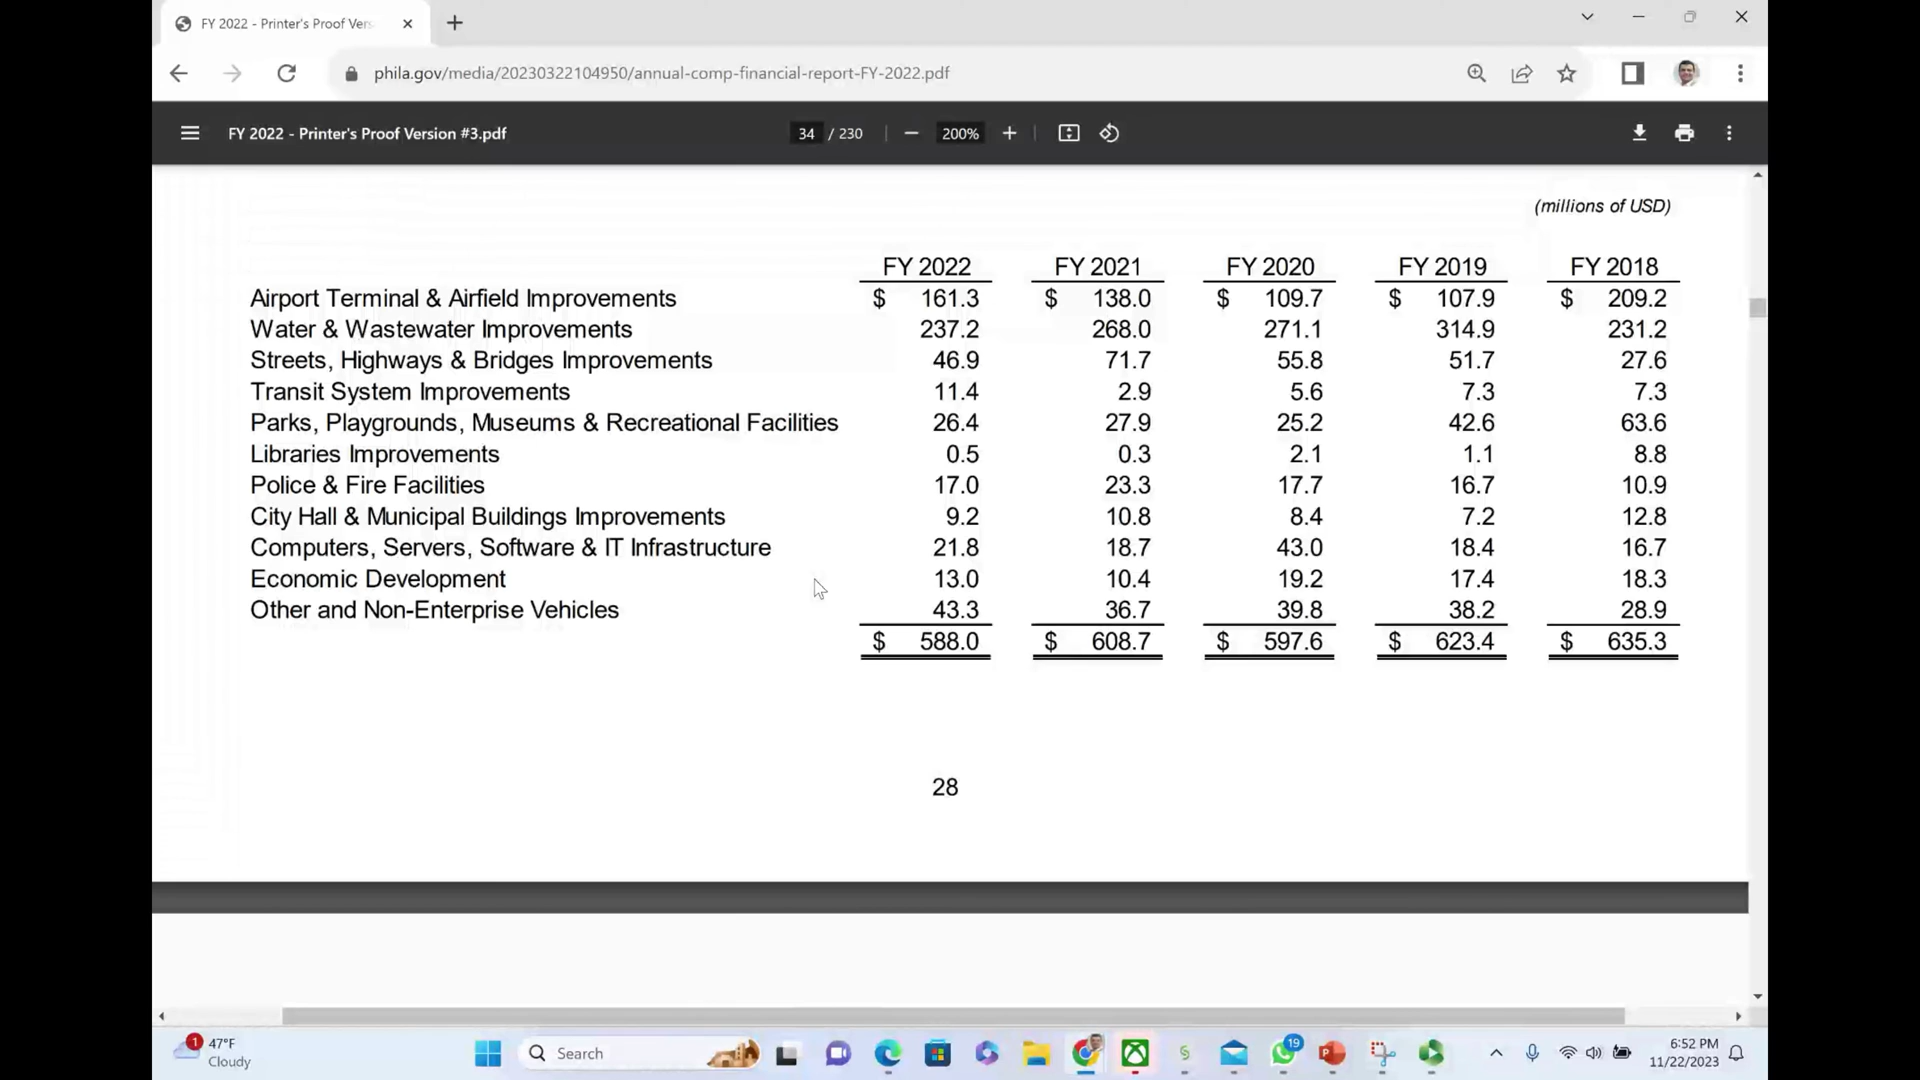 FY 2022 - Printer's Proof Vers
phila.gov/media/20230322104950/annual-comp-financial-report-FY-2022.pdf
FY 2022 - Printer's Proof Version #3.pdf 34 / 230 200%
(millions of USD)
FY 2022 FY 2021 FY 2020 FY 2019 FY 2018
Airport Terminal & Airfield Improvements $ 161.3 $ 138.0 $ 109.7 $ 107.9 $ 209.2
Water & Wastewater Improvements 237.2 268.0 271.1 314.9 231.2
Streets, Highways & Bridges Improvements 46.9 71.7 55.8 51.7 27.6
Transit System Improvements 11.4 2.9 5.6 7.3 7.3
Parks, Playgrounds, Museums & Recreational Facilities 26.4 27.9 25.2 42.6 63.6
Libraries Improvements 0.5 0.3 2.1 1.1 8.8
Police & Fire Facilities 17.0 23.3 17.7 16.7 10.9
City Hall & Municipal Buildings Improvements 9.2 10.8 8.4 7.2 12.8
Computers, Servers, Software & IT Infrastructure 21.8 18.7 43.0 18.4 16.7
Economic Development 13.0 10.4 19.2 17.4 18.3
Other and Non-Enterprise Vehicles 43.3 36.7 39.8 38.2 28.9
$ 588.0 $ 608.7 $ 597.6 $ 623.4 $ 635.3
28
1 47°F
Cloudy
Search
19
6:52 PM
11/22/2023